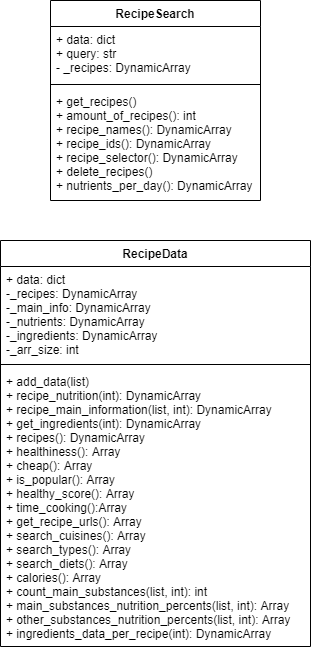 RecipeSearch
+ data: dict
+ query: str
- _recipes: DynamicArray
+ get_recipes()
+ amount_of_recipes(): int
+ recipe_names(): DynamicArray
+ recipe_ids(): DynamicArray
+ recipe_selector(): DynamicArray
+ delete_recipes()
+ nutrients_per_day(): DynamicArray
RecipeData
+ data: dict
-_recipes: DynamicArray
-_main_info: DynamicArray
-_nutrients: DynamicArray
-_ingredients: DynamicArray
-_arr_size: int
+ add_data(list)
+ recipe_nutrition(int): DynamicArray
+ recipe_main_information(list, int): DynamicArray
+ get_ingredients(int): DynamicArray
+ recipes(): DynamicArray
+ healthiness(): Array
+ cheap(): Array
+ is_popular(): Array
+ healthy_score(): Array
+ time_cooking():Array
+ get_recipe_urls(): Array
+ search_cuisines(): Array
+ search_types(): Array
+ search_diets(): Array
+ calories(): Array
+ count_main_substances(list, int): int
+ main_substances_nutrition_percents(list, int): Array
+ other_substances_nutrition_percents(list, int): Array
+ ingredients_data_per_recipe(int): DynamicArray